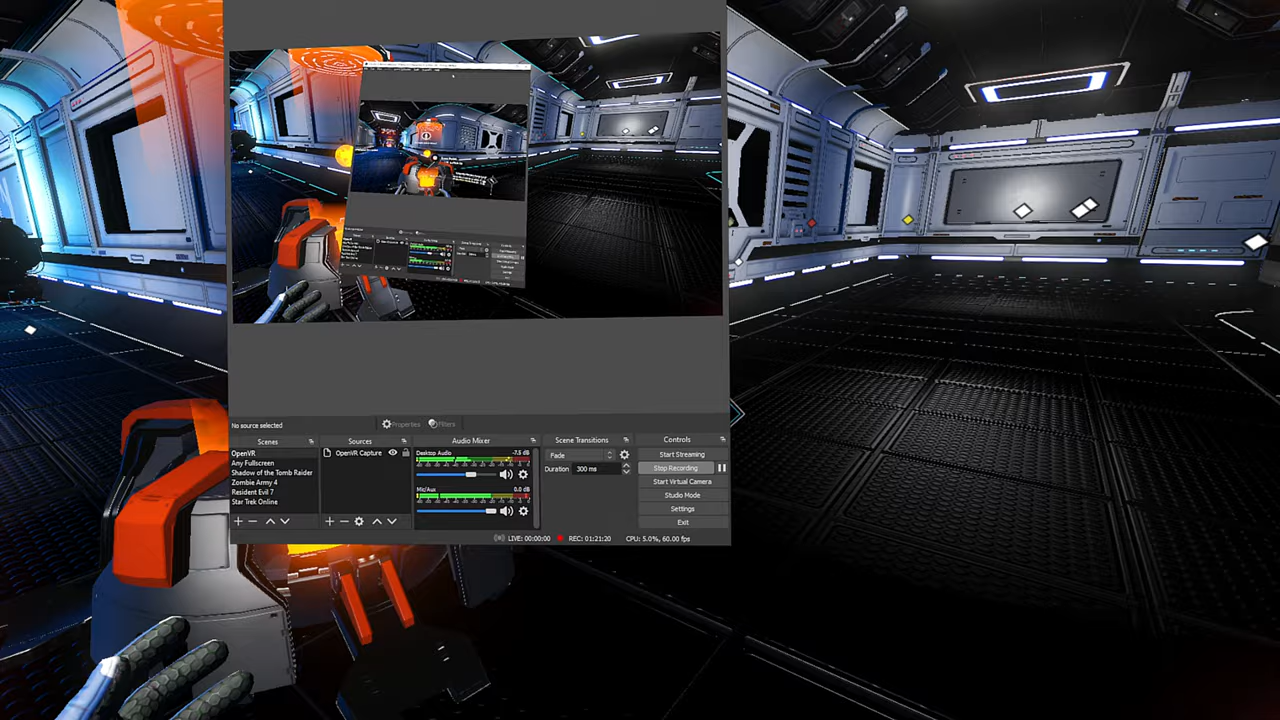 No source selected
Properties
Filters
Scenes
Sources
Audio Mixer
Scene Transitions
Controls
OpenVR
Any Fullscreen
Shadow of the Tomb Raider
Zombie Army 4
Resident Evil 7
Star Trek Online
OpenVR Capture
Desktop Audio
-7.5 dB
Mic/Aux
0.0 dB
Fade
Duration 300 ms
Start Streaming
Stop Recording
Start Virtual Camera
Studio Mode
Settings
Exit
LIVE: 00:00:00
REC: 01:21:20
CPU: 5.0%, 60.00 fps